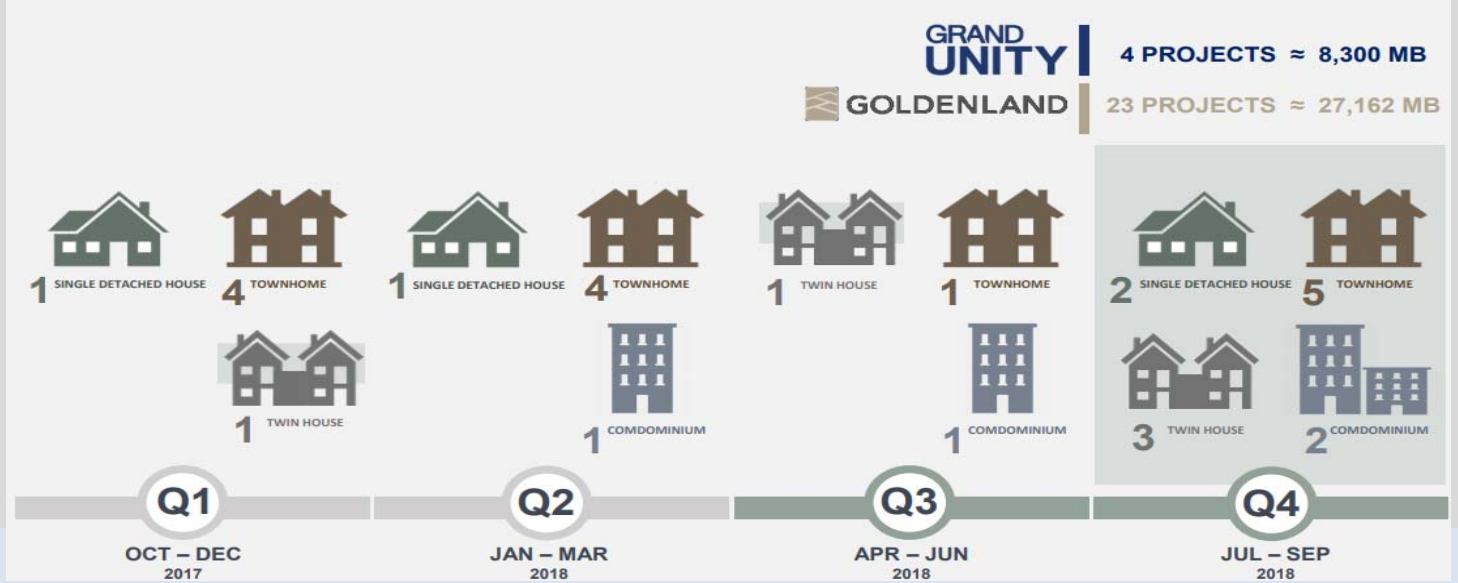 GRAND
UNITY
4 PROJECTS ≈ 8,300 MB
GOLDENLAND
23 PROJECTS ≈ 27,162 MB
1 SINGLE DETACHED HOUSE
4 TOWNHOME
1 TWIN HOUSE
1 SINGLE DETACHED HOUSE
4 TOWNHOME
1 COMDOMINIUM
1 TWIN HOUSE
1 TOWNHOME
1 COMDOMINIUM
2 SINGLE DETACHED HOUSE
5 TOWNHOME
3 TWIN HOUSE
2 COMDOMINIUM
Q1
OCT – DEC
2017
Q2
JAN – MAR
2018
Q3
APR – JUN
2018
Q4
JUL – SEP
2018